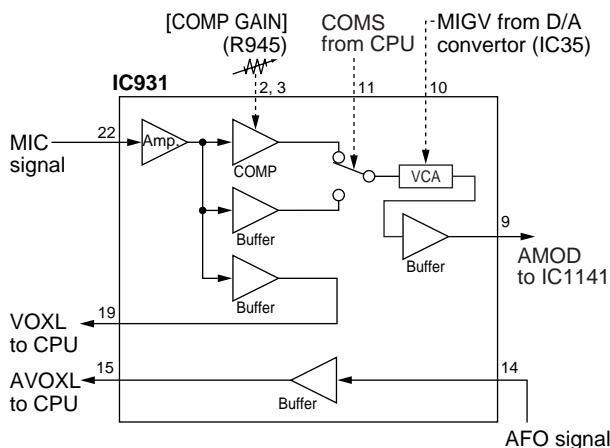 [COMP GAIN]
(R945)
COMS
from CPU
MIGV from D/A
convertor (IC35)
IC931
2, 3
11
10
22
MIC
signal
Amp.
COMP
VCA
Buffer
9
Buffer
AMOD
to IC1141
Buffer
19
VOXL
to CPU
15
14
AVOXL
to CPU
Buffer
AFO signal